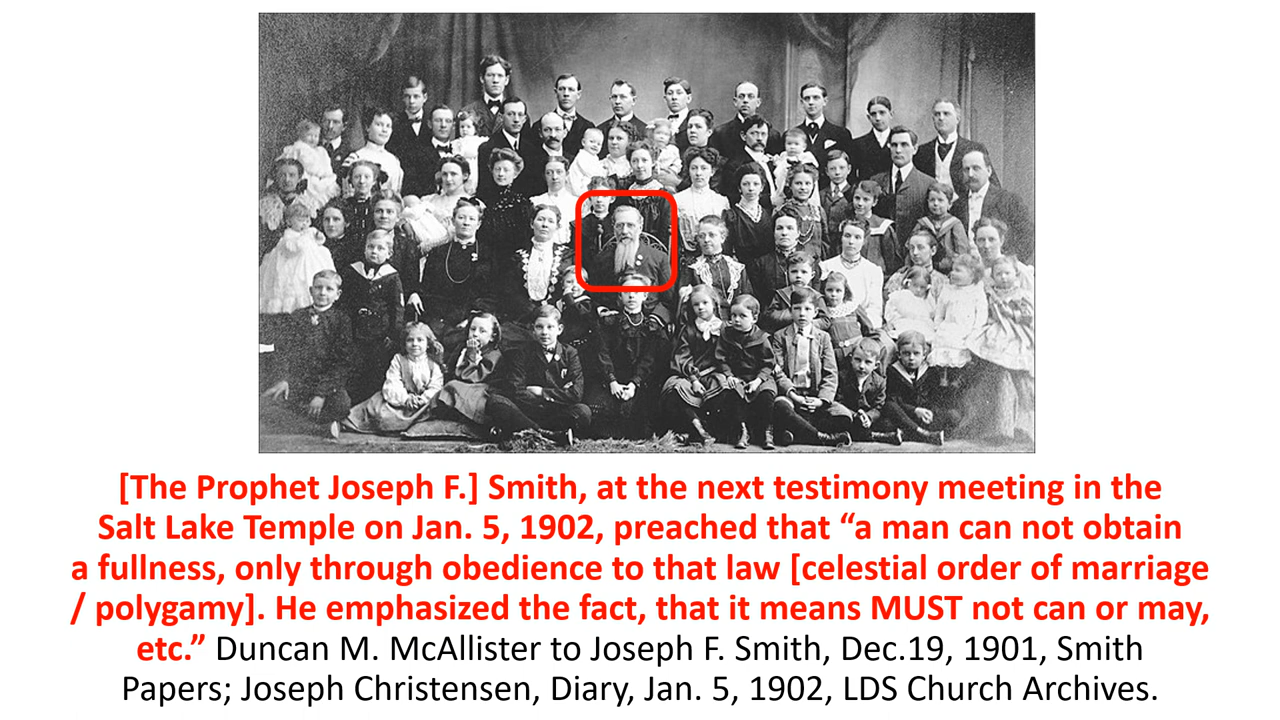 [The Prophet Joseph F.] Smith, at the next testimony meeting in the
Salt Lake Temple on Jan. 5, 1902, preached that “a man can not obtain
a fullness, only through obedience to that law [celestial order of marriage
/ polygamy]. He emphasized the fact, that it means MUST not can or may,
etc.” Duncan M. McAllister to Joseph F. Smith, Dec.19, 1901, Smith
Papers; Joseph Christensen, Diary, Jan. 5, 1902, LDS Church Archives.